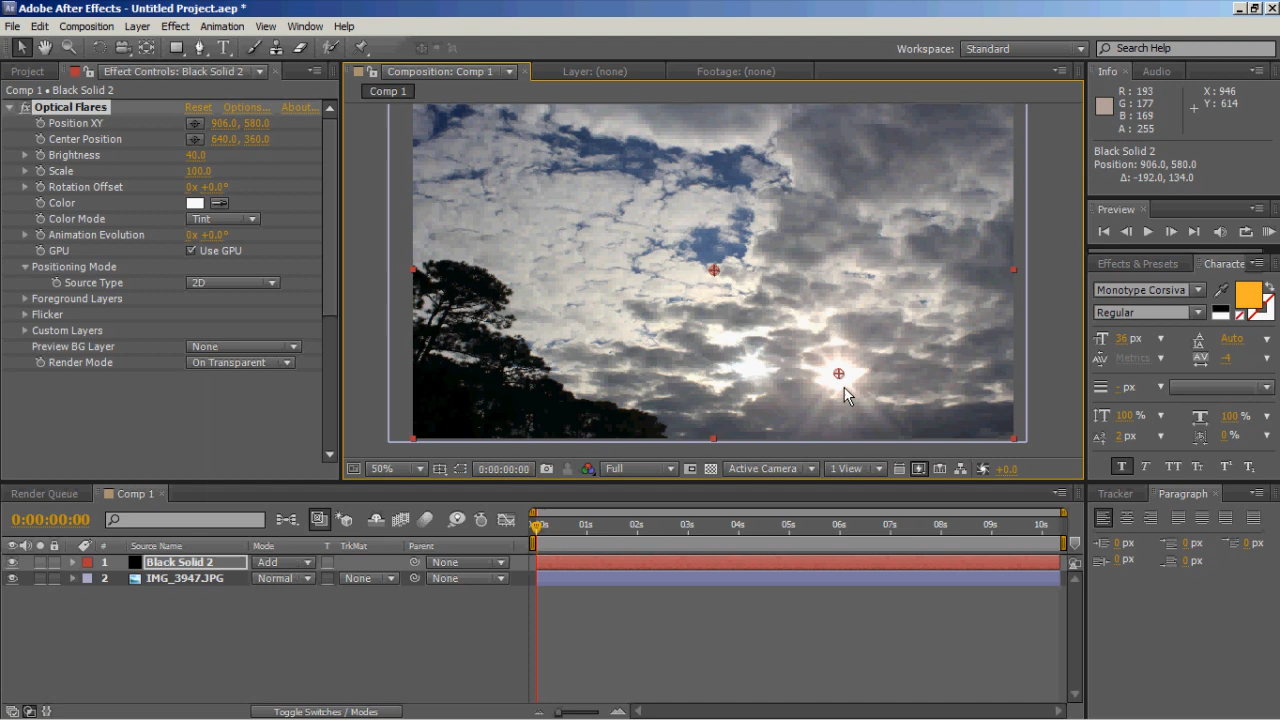 Adobe After Effects - Untitled Project.aep *
File Edit Composition Layer Effect Animation View Window Help
Workspace: Standard Search Help
Project Effect Controls: Black Solid 2
Comp 1 • Black Solid 2
fx Optical Flares Reset Options... About...
Position XY 906.0, 580.0
Center Position 640.0, 360.0
Brightness 40.0
Scale 100.0
Rotation Offset 0x +0.0°
Color
Color Mode Tint
Animation Evolution 0x +0.0°
GPU Use GPU
Positioning Mode
Source Type 2D
Foreground Layers
Flicker
Custom Layers
Preview BG Layer None
Render Mode On Transparent
Composition: Comp 1 Layer: (none) Footage: (none)
Comp 1
50% 0:00:00:00 Full Active Camera 1 View +0.0
Info Audio
R : 193 X : 946
G : 177 Y : 614
B : 169
A : 255
Black Solid 2
Position: 906.0, 580.0
Δ: -192.0, 134.0
Preview
Effects & Presets Characte
Monotype Corsiva
Regular
36 px Auto
Metrics -4
- px
100 % 100 %
2 px 0 %
T T TT Tr T¹ T₁
Render Queue Comp 1
0:00:00:00
# Source Name Mode T TrkMat Parent
1 Black Solid 2 Add None
2 IMG_3947.JPG Normal None None
01s 02s 03s 04s 05s 06s 07s 08s 09s 10s
Toggle Switches / Modes
Tracker Paragraph
0 px 0 px 0 px
0 px 0 px